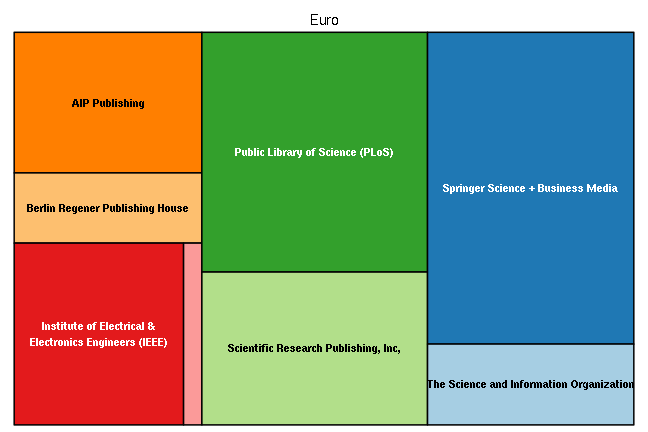 Euro
AIP Publishing
Public Library of Science (PLoS)
Springer Science + Business Media
Berlin Regener Publishing House
Institute of Electrical &
Electronics Engineers (IEEE)
Scientific Research Publishing, Inc,
The Science and Information Organization